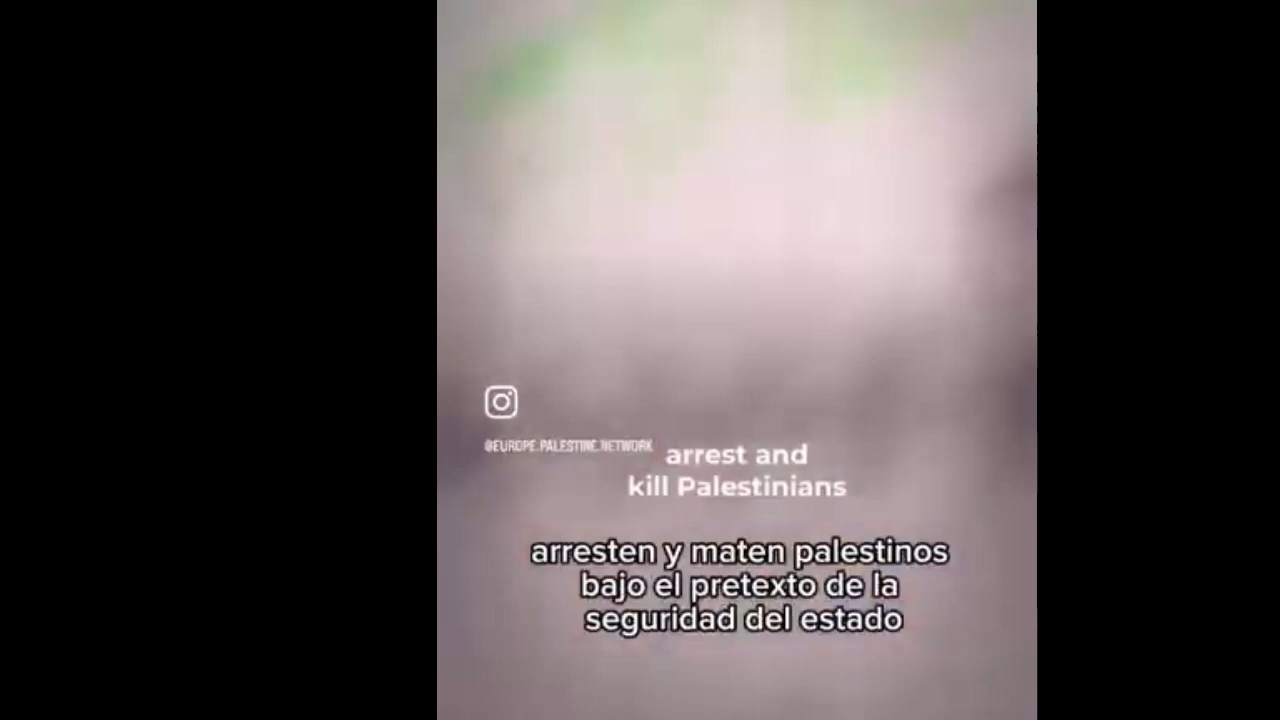 @EUROPE.PALESTINE.NETWORK
arrest and
kill Palestinians
arresten y maten palestinos
bajo el pretexto de la
seguridad del estado